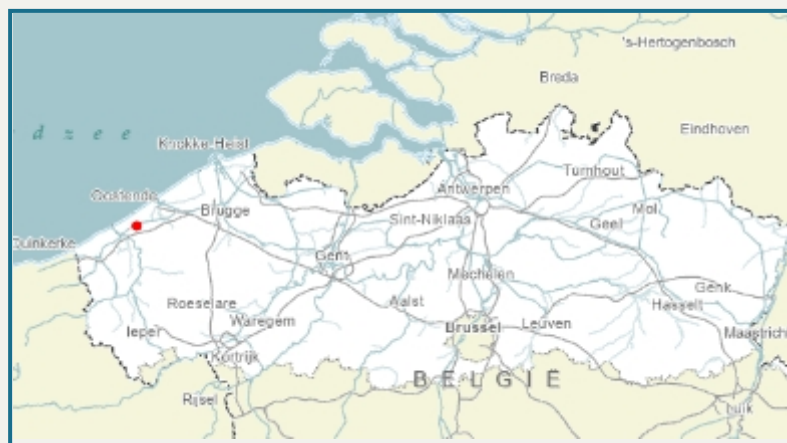 's-Hertogenbosch
Breda
d z e e
Eindhoven
Knokke-Heist
Turnhout
Oostende
Antwerpen
Brugge
Sint-Niklaas
Mol
Geel
Duinkerke
Gent
Mechelen
Genk
Roeselare
Aalst
Hasselt
Ieper
Waregem
Brussel
Leuven
Maastrich
Kortrijk
BELGIË
Rijsel
Luik